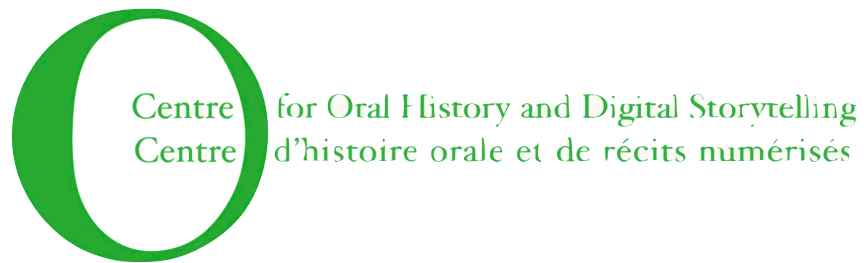 Centre for Oral History and Digital Storytelling
Centre d'histoire orale et de récits numérisés